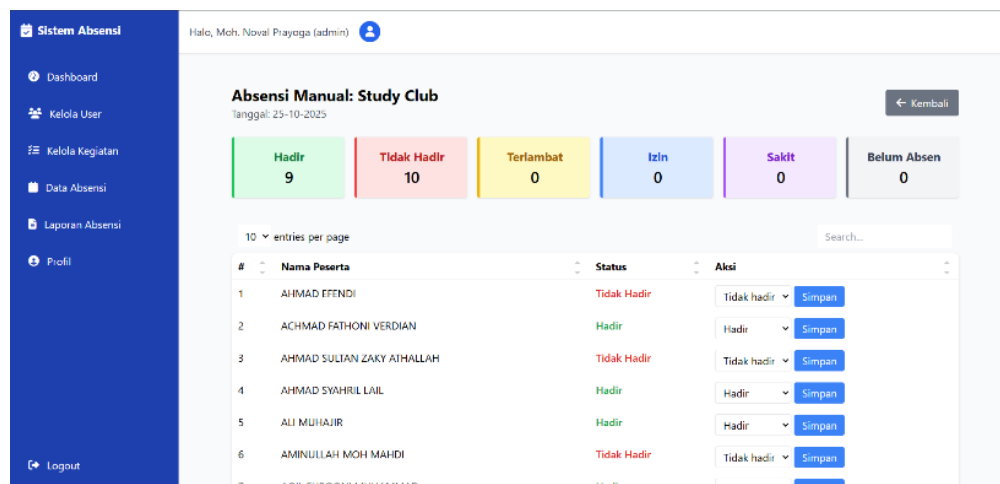 Sistem Absensi
Halo, Moh. Noval Prayoga (admin)
Dashboard
Kelola User
Kelola Kegiatan
Data Absensi
Laporan Absensi
Profil
Logout
Absensi Manual: Study Club
Tanggal: 25-10-2025
← Kembali
Hadir Tidak Hadir Terlambat Izin Sakit Belum Absen
9 10 0 0 0 0
10 entries per page Search...
# Nama Peserta Status Aksi
1 AHMAD EFENDI Tidak Hadir Tidak hadir Simpan
2 ACHMAD FATHONI VERDIAN Hadir Hadir Simpan
3 AHMAD SULTAN ZAKY ATHALLAH Tidak Hadir Tidak hadir Simpan
4 AHMAD SYAHRIL LAIL Hadir Hadir Simpan
5 ALI MUHAJIR Hadir Hadir Simpan
6 AMINULLAH MOH MAHDI Tidak Hadir Tidak hadir Simpan